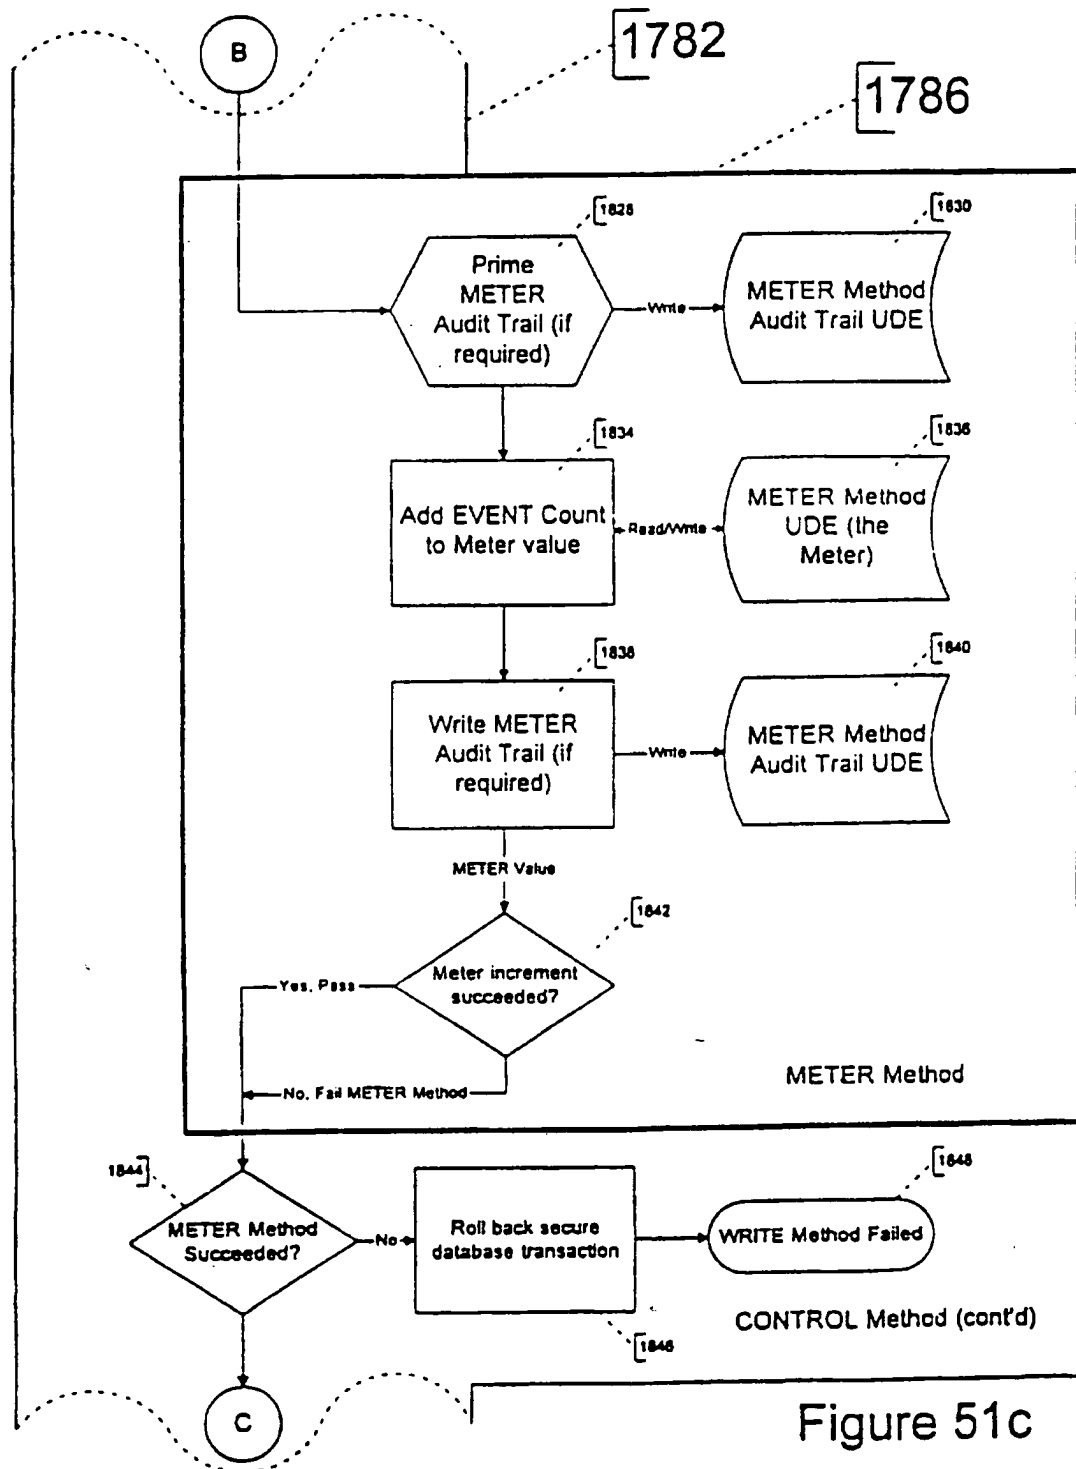 B
1782
1786
1828
Prime
METER
Audit Trail (if
required)
Write
1830
METER Method
Audit Trail UDE
1834
Add EVENT Count
to Meter value
Read/Write
1836
METER Method
UDE (the
Meter)
1838
Write METER
Audit Trail (if
required)
Write
1840
METER Method
Audit Trail UDE
METER Value
1842
Meter increment
succeeded?
Yes, Pass
No, Fail METER Method
METER Method
1844
METER Method
Succeeded?
No
Roll back secure
database transaction
1846
1848
WRITE Method Failed
CONTROL Method (cont'd)
C
Figure 51c